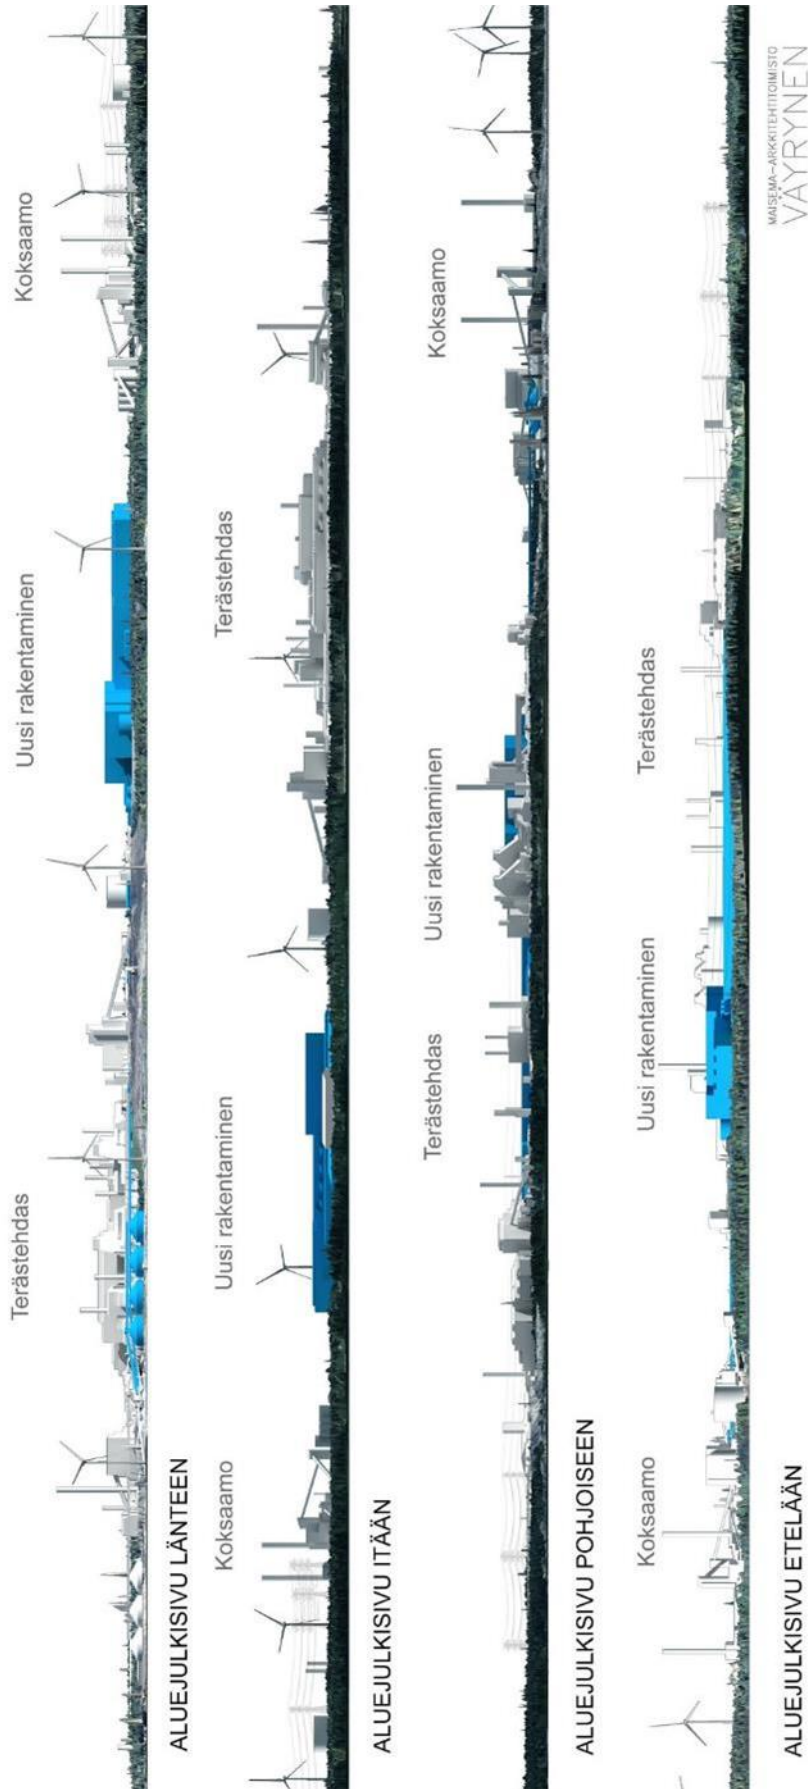 Terästehdas
Uusi rakentaminen
Koksaamo
ALUEJULKISIVU LÄNTEEN
Koksaamo
Uusi rakentaminen
Terästehdas
ALUEJULKISIVU ITÄÄN
Terästehdas
Uusi rakentaminen
Koksaamo
ALUEJULKISIVU POHJOISEEN
Koksaamo
Uusi rakentaminen
Terästehdas
ALUEJULKISIVU ETELÄÄN
MAISEMA-ARKKITEHTITOIMISTO
VÄYRYNEN